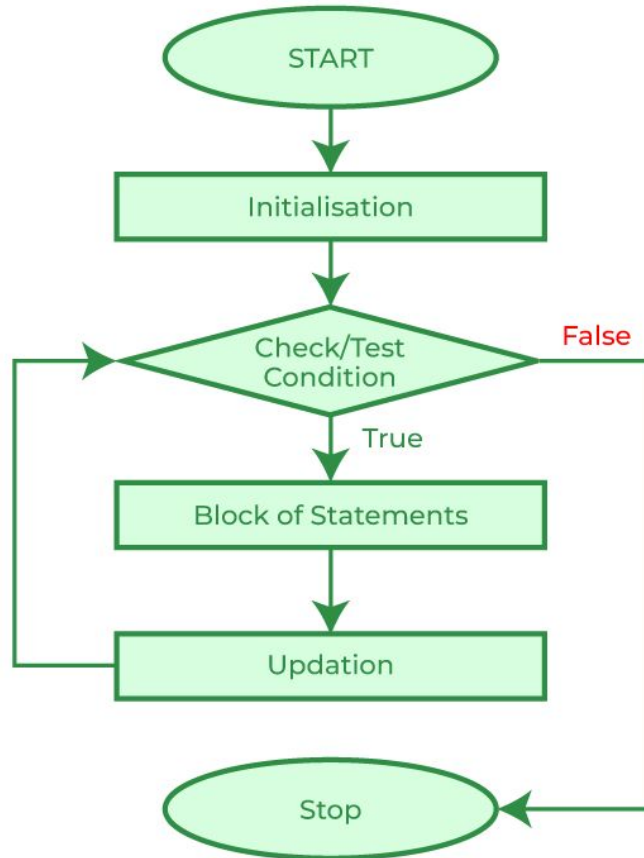 START
Initialisation
Check/Test
Condition
False
True
Block of Statements
Updation
Stop